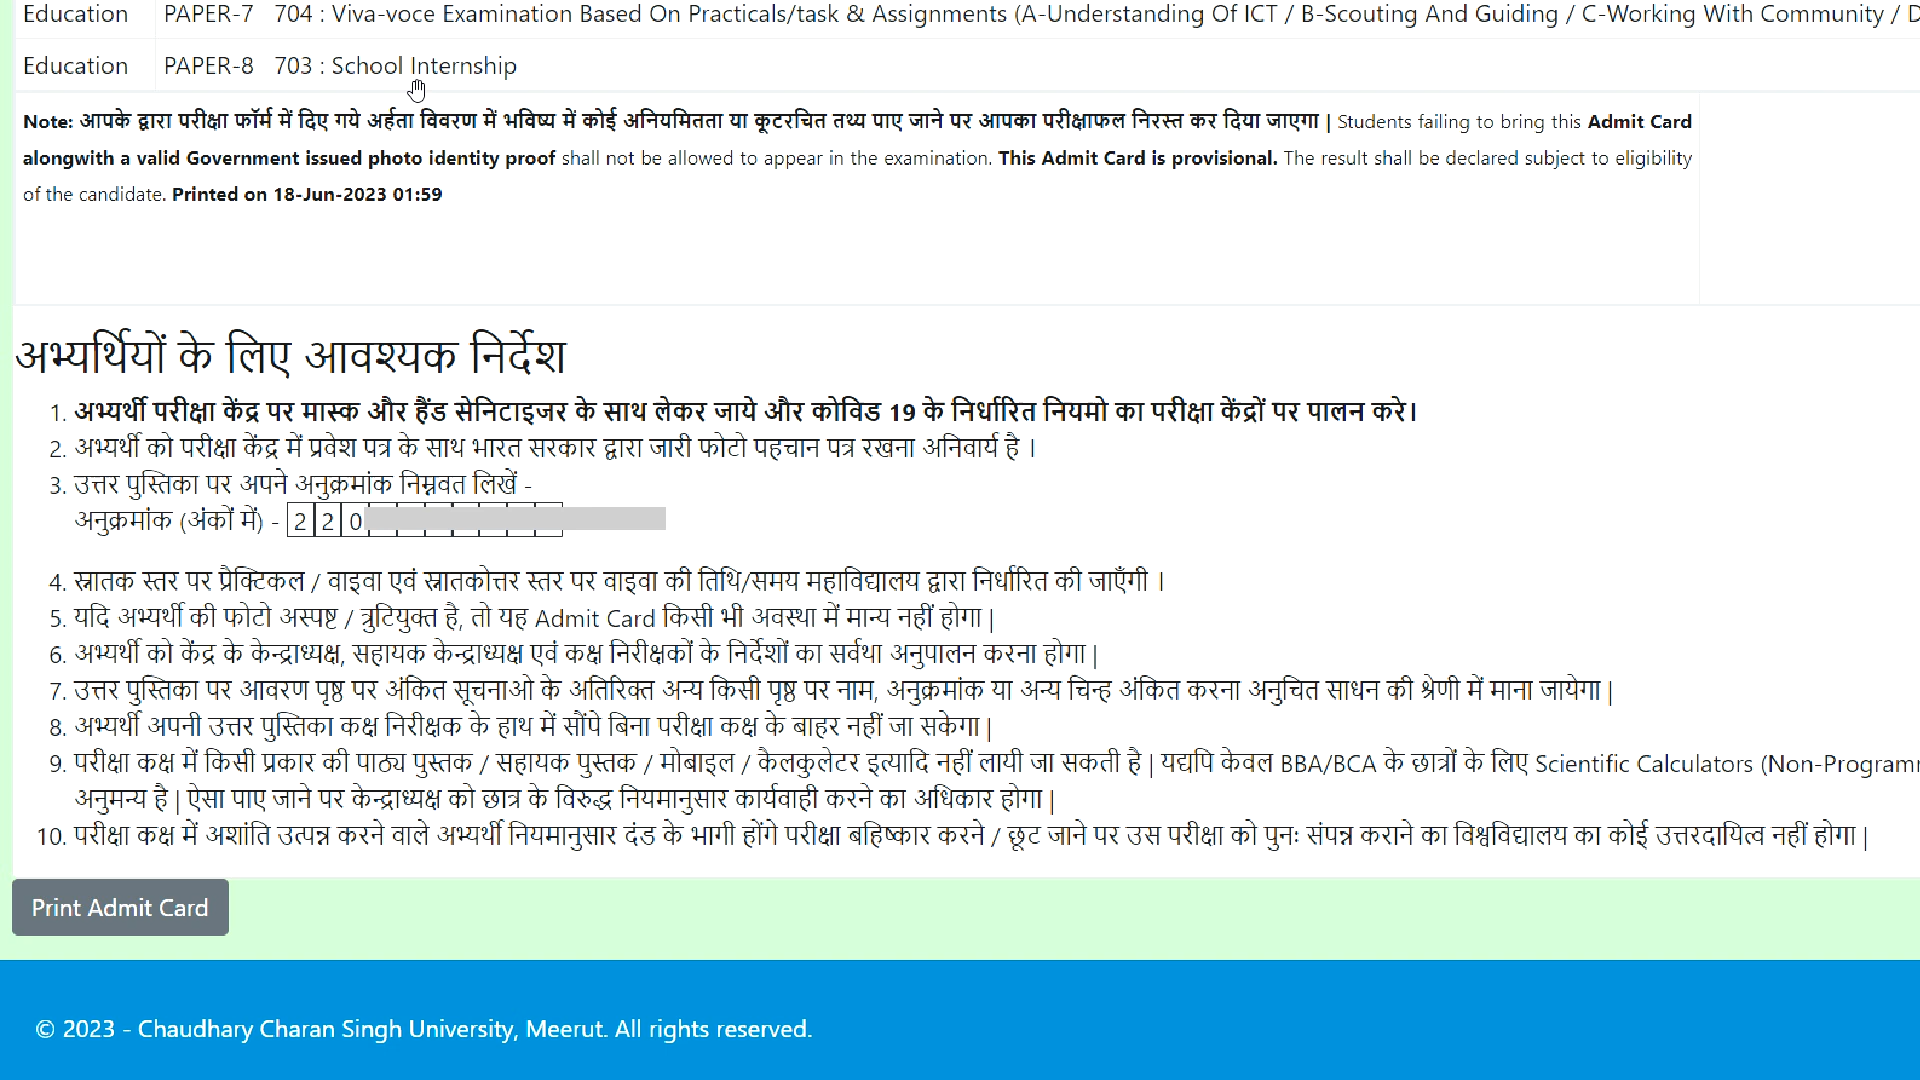 Education PAPER-7 704 : Viva-voce Examination Based On Practicals/task & Assignments (A-Understanding Of ICT / B-Scouting And Guiding / C-Working With Community /
Education PAPER-8 703 : School Internship
Note: आपके द्वारा परीक्षा फॉर्म में दिए गये अर्हता विवरण में भविष्य में कोई अनियमितता या कूटरचित तथ्य पाए जाने पर आपका परीक्षाफल निरस्त कर दिया जाएगा | Students failing to bring this Admit Card
alongwith a valid Government issued photo identity proof shall not be allowed to appear in the examination. This Admit Card is provisional. The result shall be declared subject to eligibility
of the candidate. Printed on 18-Jun-2023 01:59
अभ्यर्थियों के लिए आवश्यक निर्देश
1. अभ्यर्थी परीक्षा केंद्र पर मास्क और हैंड सेनिटाइजर के साथ लेकर जाये और कोविड 19 के निर्धारित नियमो का परीक्षा केंद्रों पर पालन करे।
2. अभ्यर्थी को परीक्षा केंद्र में प्रवेश पत्र के साथ भारत सरकार द्वारा जारी फोटो पहचान पत्र रखना अनिवार्य है ।
3. उत्तर पुस्तिका पर अपने अनुक्रमांक निम्नवत लिखें -
अनुक्रमांक (अंकों में) - 2 2 0
4. स्नातक स्तर पर प्रैक्टिकल / वाइवा एवं स्नातकोत्तर स्तर पर वाइवा की तिथि/समय महाविद्यालय द्वारा निर्धारित की जाएँगी ।
5. यदि अभ्यर्थी की फोटो अस्पष्ट / त्रुटियुक्त है, तो यह Admit Card किसी भी अवस्था में मान्य नहीं होगा |
6. अभ्यर्थी को केंद्र के केन्द्राध्यक्ष, सहायक केन्द्राध्यक्ष एवं कक्ष निरीक्षकों के निर्देशों का सर्वथा अनुपालन करना होगा |
7. उत्तर पुस्तिका पर आवरण पृष्ठ पर अंकित सूचनाओ के अतिरिक्त अन्य किसी पृष्ठ पर नाम, अनुक्रमांक या अन्य चिन्ह अंकित करना अनुचित साधन की श्रेणी में माना जायेगा |
8. अभ्यर्थी अपनी उत्तर पुस्तिका कक्ष निरीक्षक के हाथ में सौंपे बिना परीक्षा कक्ष के बाहर नहीं जा सकेगा |
9. परीक्षा कक्ष में किसी प्रकार की पाठ्य पुस्तक / सहायक पुस्तक / मोबाइल / कैलकुलेटर इत्यादि नहीं लायी जा सकती है | यद्यपि केवल BBA/BCA के छात्रों के लिए Scientific Calculators (Non-Program
अनुमन्य है | ऐसा पाए जाने पर केन्द्राध्यक्ष को छात्र के विरुद्ध नियमानुसार कार्यवाही करने का अधिकार होगा |
10. परीक्षा कक्ष में अशांति उत्पन्न करने वाले अभ्यर्थी नियमानुसार दंड के भागी होंगे परीक्षा बहिष्कार करने / छूट जाने पर उस परीक्षा को पुनः संपन्न कराने का विश्वविद्यालय का कोई उत्तरदायित्व नहीं होगा |
Print Admit Card
© 2023 - Chaudhary Charan Singh University, Meerut. All rights reserved.